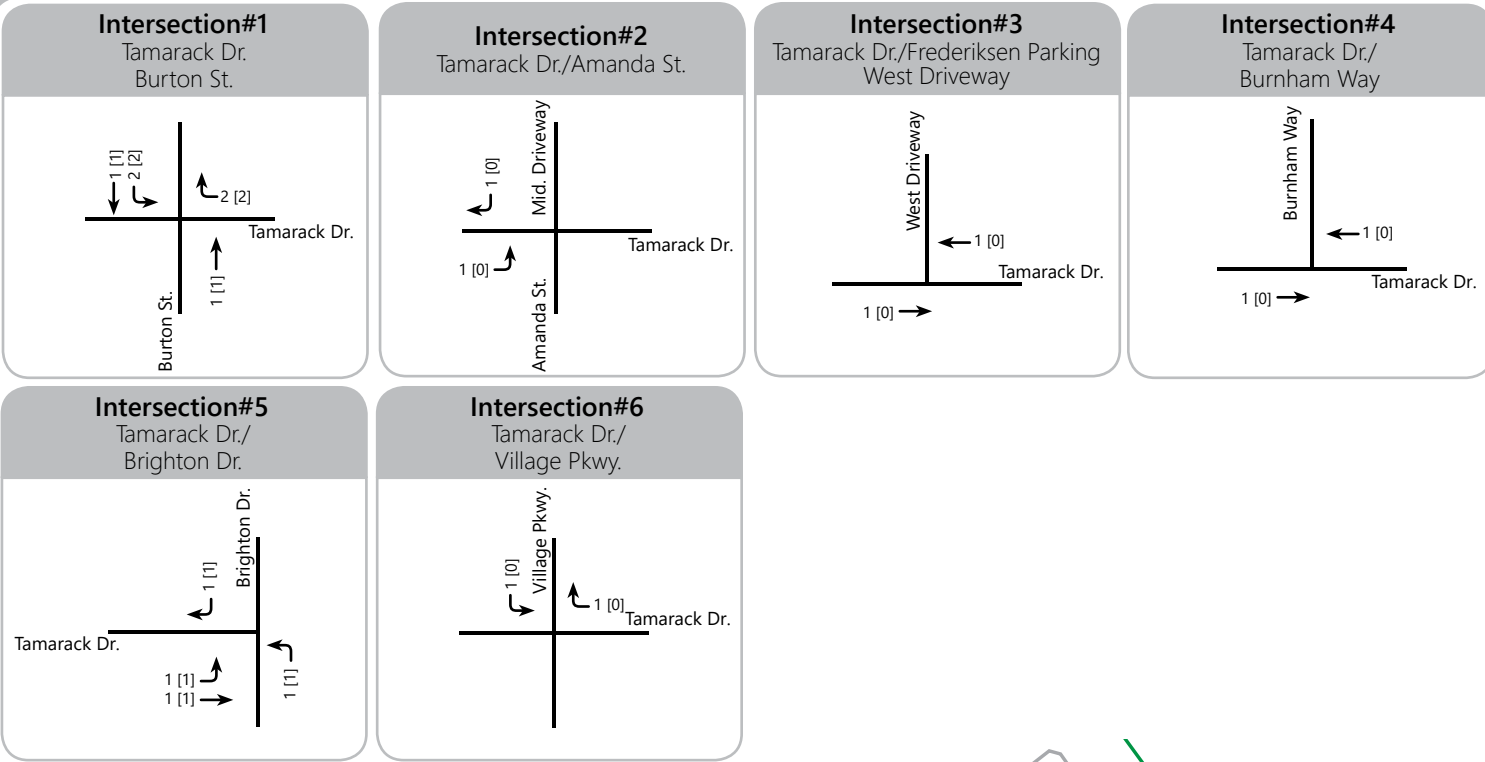 Intersection#1
Tamarack Dr.
Burton St.
1 [1]
2 [2]
2 [2]
Tamarack Dr.
1 [1]
Burton St.
Intersection#2
Tamarack Dr./Amanda St.
Mid. Driveway
1 [0]
Tamarack Dr.
1 [0]
Amanda St.
Intersection#3
Tamarack Dr./Frederiksen Parking
West Driveway
West Driveway
1 [0]
Tamarack Dr.
1 [0]
Intersection#4
Tamarack Dr./
Burnham Way
Burnham Way
1 [0]
Tamarack Dr.
1 [0]
Intersection#5
Tamarack Dr./
Brighton Dr.
Brighton Dr.
1 [1]
Tamarack Dr.
1 [1]
1 [1]
1 [1]
Intersection#6
Tamarack Dr./
Village Pkwy.
Village Pkwy.
1 [0]
1 [0]
Tamarack Dr.